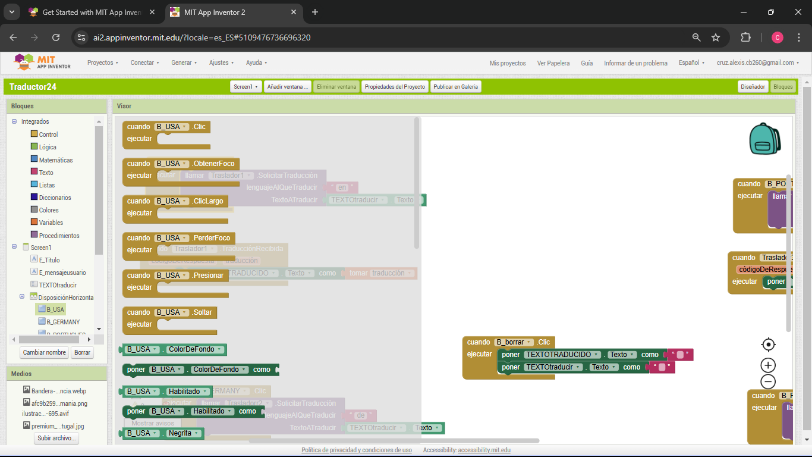 Get Started with MIT App Inven
MIT App Inventor 2
ai2.appinventor.mit.edu/?locale=es_ES#5109476736696320
C
MIT
APP INVENTOR
Proyectos
Conectar
Generar
Ajustes
Ayuda
Mis proyectos
Ver Papelera
Guía
Informar de un problema
Español
cruz.alexis.cb260@gmail.com
Traductor24
Screen1
Añadir ventana ...
Eliminar ventana
Propiedades del Proyecto
Publicar en Galería
Diseñador
Bloques
Bloques
Visor
Integrados
Control
Lógica
Matemáticas
Texto
Listas
Diccionarios
Colores
Variables
Procedimientos
Screen1
E_Titulo
E_mensajeusuario
TEXTOtraducir
DisposiciónHorizonta
B_USA
B_GERMANY
Cambiar nombre
Borrar
Medios
Bandera-...ncia.webp
afc9b259...mania.png
ilustrac...-695.avif
premium_...tugal.jpg
Subir archivo...
cuando B_USA .Clic
ejecutar
cuando B_USA .ObtenerFoco
ejecutar
cuando B_USA .ClicLargo
ejecutar
cuando B_USA .PerderFoco
ejecutar
cuando B_USA .Presionar
ejecutar
cuando B_USA .Soltar
ejecutar
B_USA . ColorDeFondo
poner B_USA . ColorDeFondo como
B_USA . Habilitado
poner B_USA . Habilitado como
B_USA . Negrita
llamar Traslador1 .SolicitarTraducción
lenguajeAlQueTraducir " en "
TextoATraducir TEXTOtraducir . Texto
Texto como tomar traducción
.SolicitarTraducción
lenguajeAlQueTraducir " de "
TextoATraducir TEXTOtraducir . Texto
Mostrar avisos
cuando B_borrar .Clic
ejecutar poner TEXTOTRADUCIDO . Texto como " "
poner TEXTOtraducir . Texto como " "
cuando B_PO
ejecutar
cuando Traslado
códigoDeRespu
ejecutar poner
cuando B_F
ejecutar
Política de privacidad y condiciones de uso
Accessibility: accessibility.mit.edu